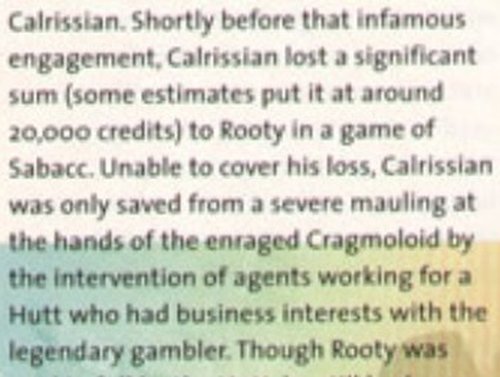 Calrissian. Shortly before that infamous
engagement, Calrissian lost a significant
sum (some estimates put it at around
20,000 credits) to Rooty in a game of
Sabacc. Unable to cover his loss, Calrissian
was only saved from a severe mauling at
the hands of the enraged Cragmoloid by
the intervention of agents working for a
Hutt who had business interests with the
legendary gambler. Though Rooty was